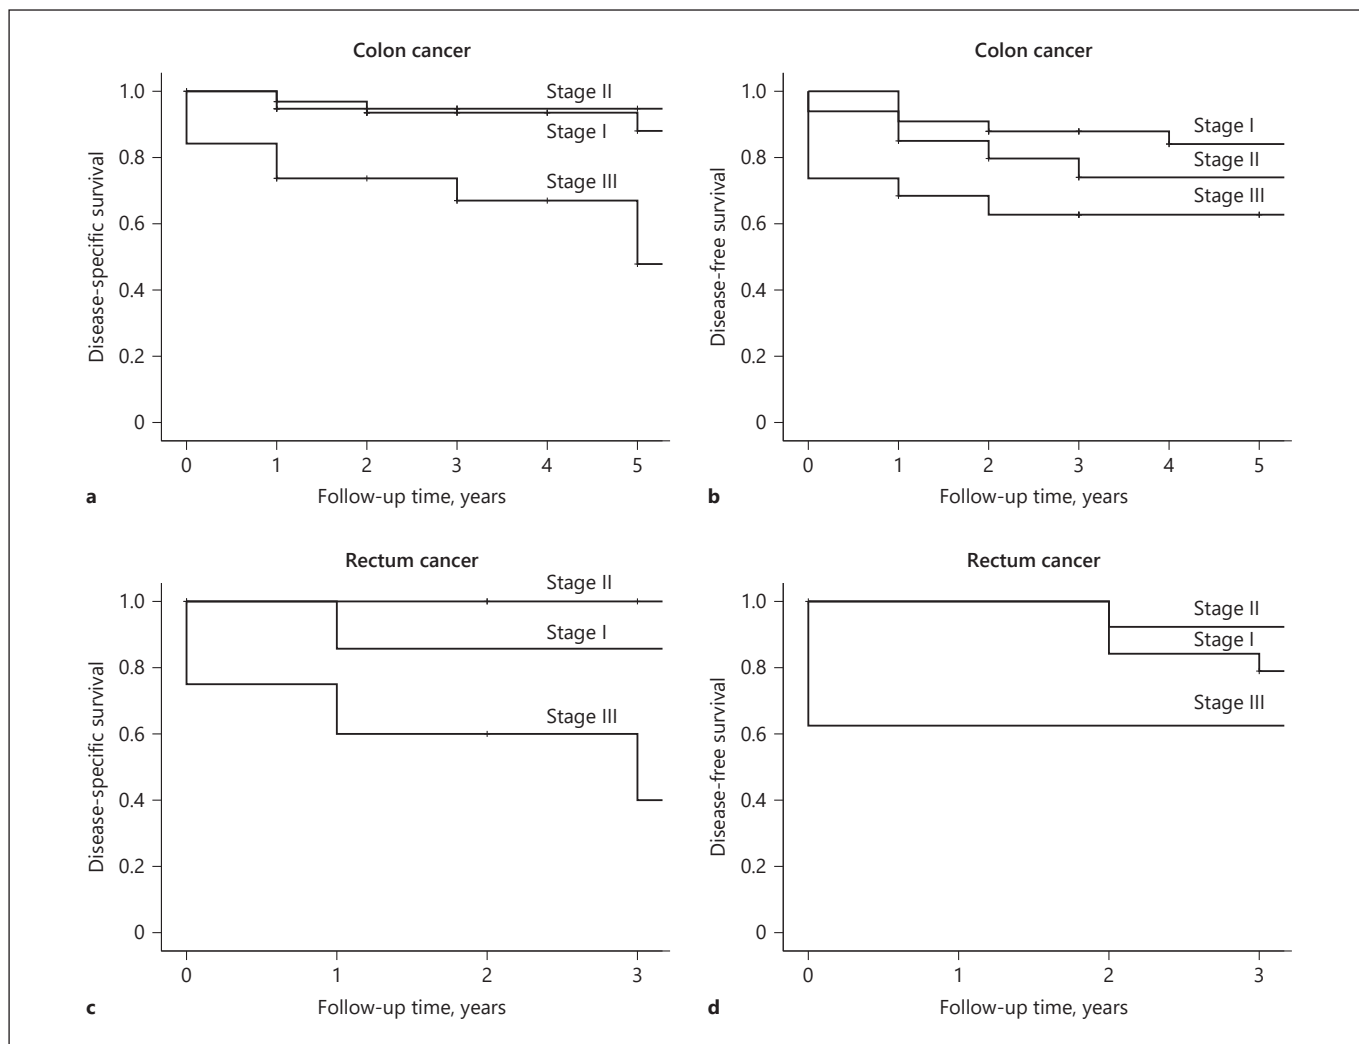 Colon cancer
Disease-specific survival
1.0
0.8
0.6
0.4
0.2
0
Stage II
Stage I
Stage III
0 1 2 3 4 5
a
Follow-up time, years
Colon cancer
Disease-free survival
1.0
0.8
0.6
0.4
0.2
0
Stage I
Stage II
Stage III
0 1 2 3 4 5
b
Follow-up time, years
Rectum cancer
Disease-specific survival
1.0
0.8
0.6
0.4
0.2
0
Stage II
Stage I
Stage III
0 1 2 3
c
Follow-up time, years
Rectum cancer
Disease-free survival
1.0
0.8
0.6
0.4
0.2
0
Stage II
Stage I
Stage III
0 1 2 3
d
Follow-up time, years